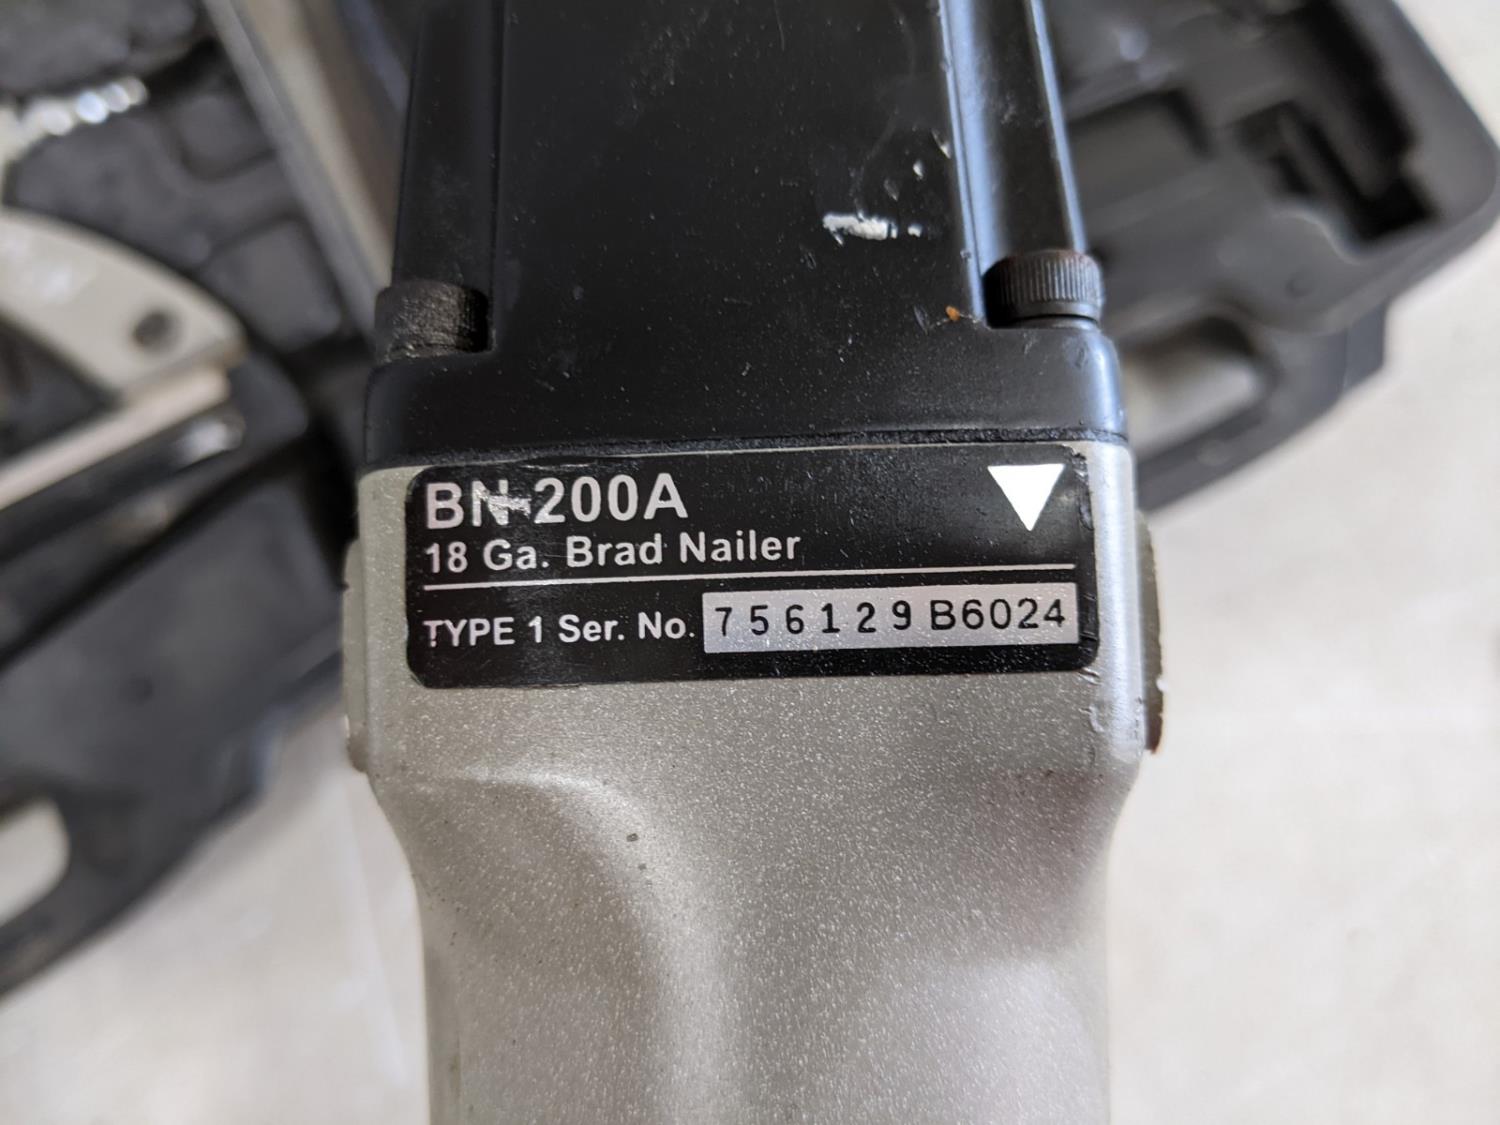 BN-200A
18 Ga. Brad Nailer
TYPE 1 Ser. No. 756129B6024